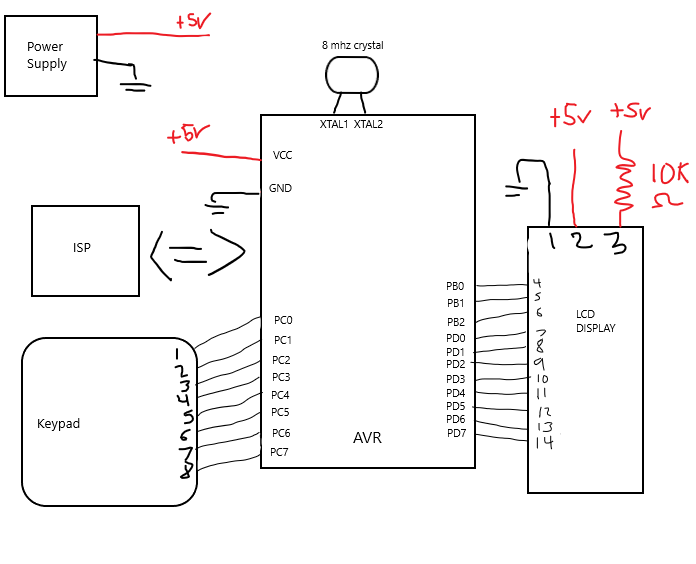 +5V
Power
Supply
8 mhz crystal
XTAL1 XTAL2
+5V
VCC
GND
ISP
+5V
+5V
10K
Ω
1 2 3
PB0
PB1
PB2
PD0
PD1
PD2
PD3
PD4
PD5
PD6
PD7
4
5
6
7
8
9
10
11
12
13
14
LCD
DISPLAY
PC0
PC1
PC2
PC3
PC4
PC5
PC6
PC7
AVR
1
2
3
4
5
6
7
8
Keypad